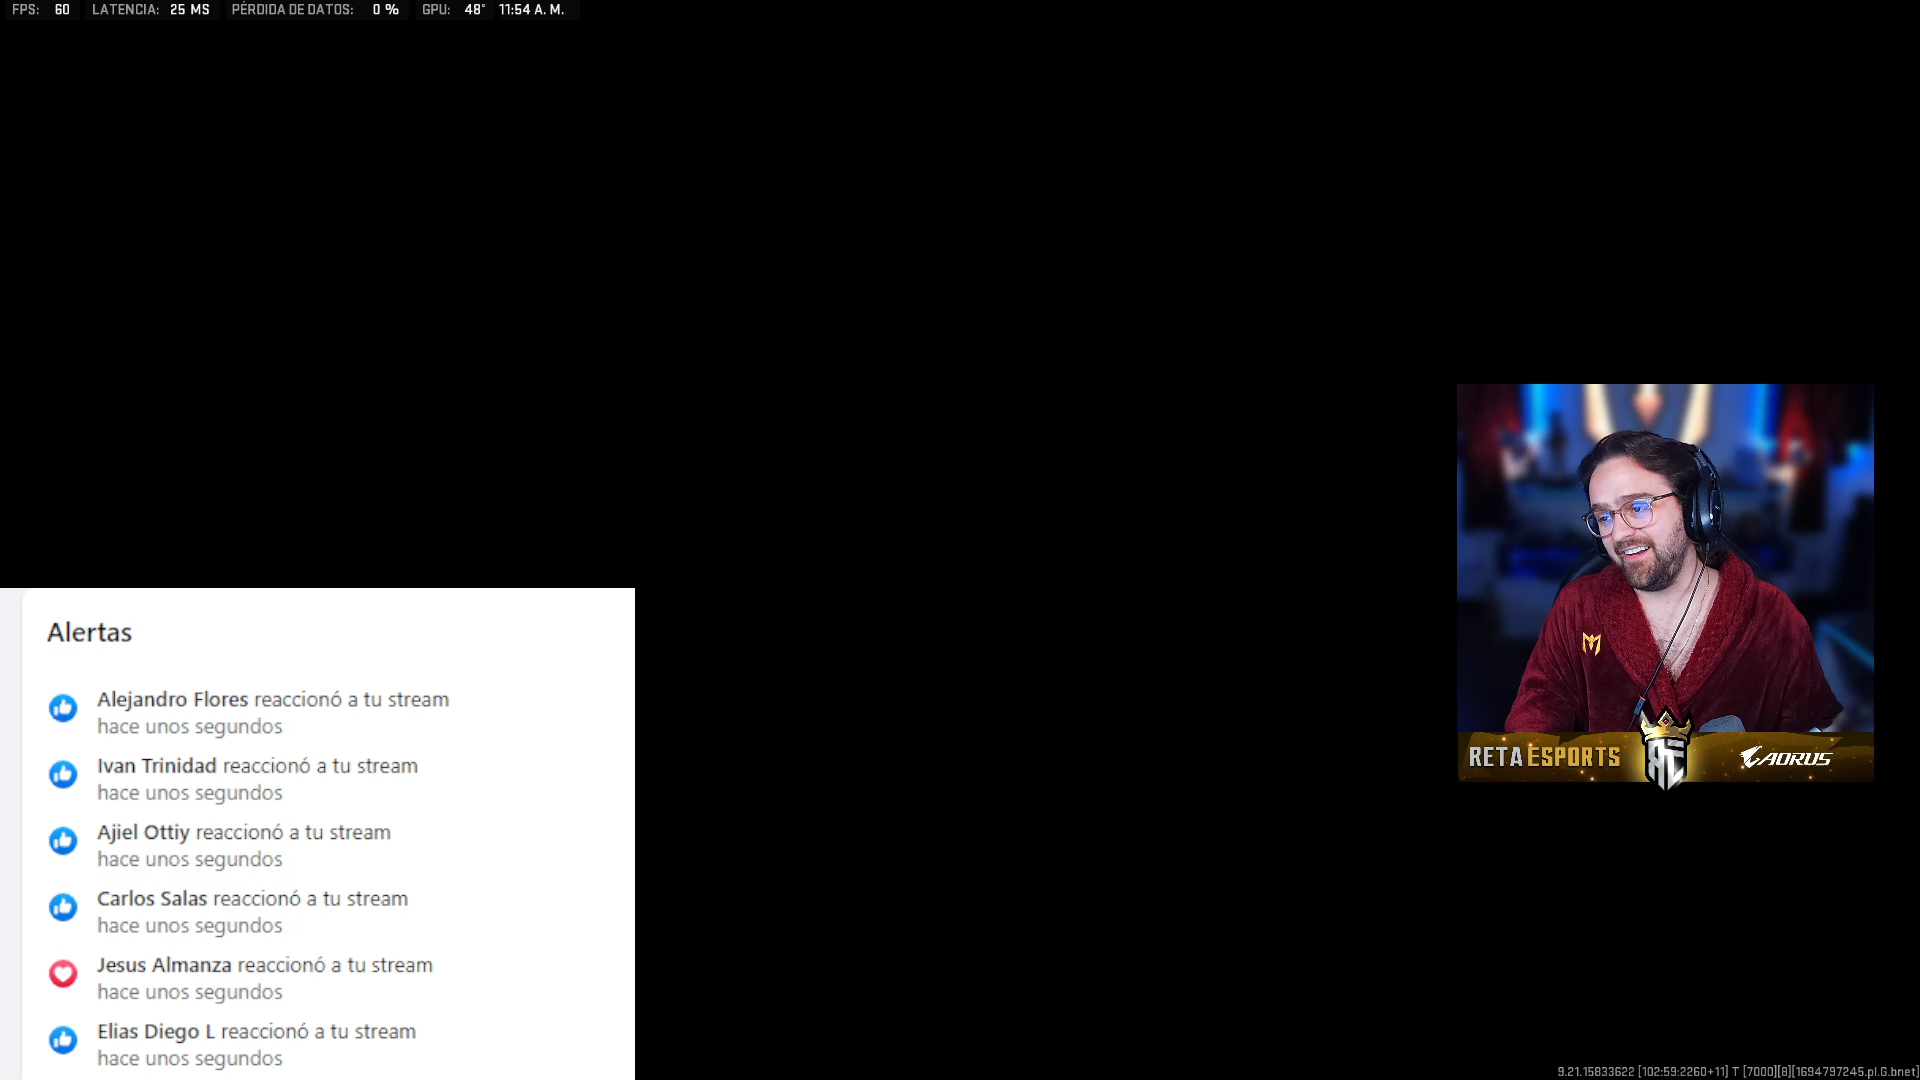 FPS: 60 LATENCIA: 25 MS PÉRDIDA DE DATOS: 0 % GPU: 48° 11:54 A. M.
Alertas
Alejandro Flores reaccionó a tu stream
hace unos segundos
Ivan Trinidad reaccionó a tu stream
hace unos segundos
Ajiel Ottiy reaccionó a tu stream
hace unos segundos
Carlos Salas reaccionó a tu stream
hace unos segundos
Jesus Almanza reaccionó a tu stream
hace unos segundos
Elias Diego L reaccionó a tu stream
hace unos segundos
RETA ESPORTS
AORUS
9.21.15833622 [102:59:2260+11] T [7000][8][1694797245.pl.G.bnet]